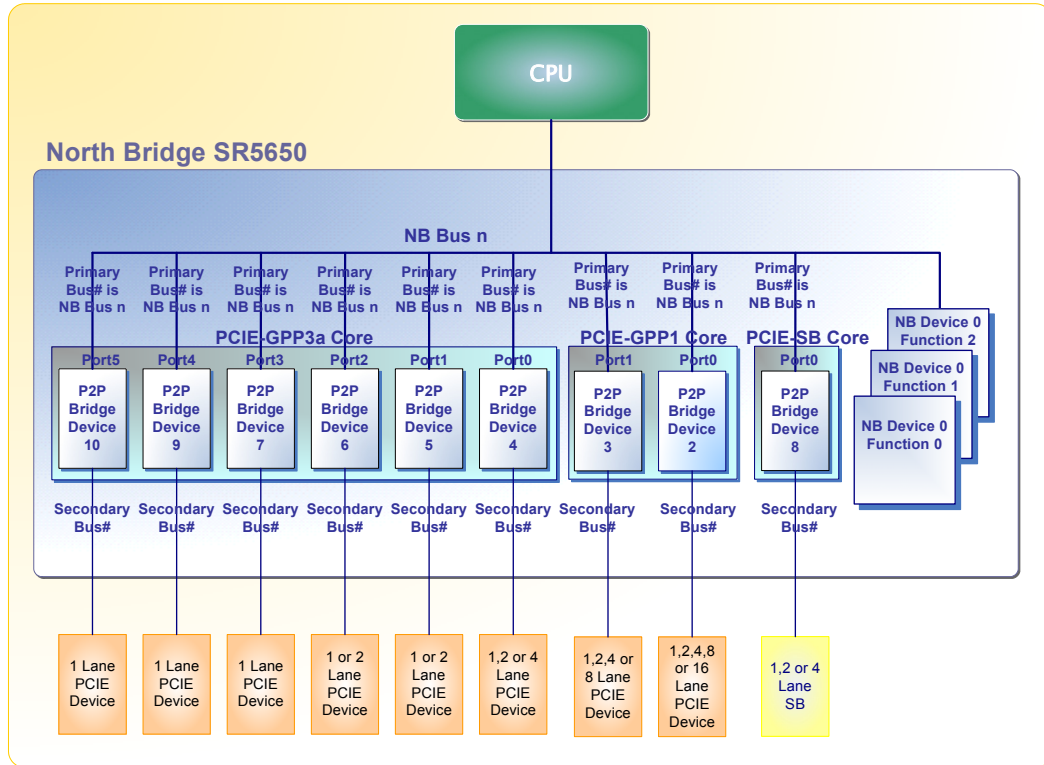 CPU
North Bridge SR5650
NB Bus n
Primary
Bus# is
NB Bus n
Primary
Bus# is
NB Bus n
Primary
Bus# is
NB Bus n
Primary
Bus# is
NB Bus n
Primary
Bus# is
NB Bus n
Primary
Bus# is
NB Bus n
Primary
Bus# is
NB Bus n
Primary
Bus# is
NB Bus n
Primary
Bus# is
NB Bus n
PCIE-GPP3a Core
Port5
P2P
Bridge
Device
10
Port4
P2P
Bridge
Device
9
Port3
P2P
Bridge
Device
7
Port2
P2P
Bridge
Device
6
Port1
P2P
Bridge
Device
5
Port0
P2P
Bridge
Device
4
PCIE-GPP1 Core
Port1
P2P
Bridge
Device
3
Port0
P2P
Bridge
Device
2
PCIE-SB Core
Port0
P2P
Bridge
Device
8
NB Device 0
Function 2
NB Device 0
Function 1
NB Device 0
Function 0
Secondary
Bus#
Secondary
Bus#
Secondary
Bus#
Secondary
Bus#
Secondary
Bus#
Secondary
Bus#
Secondary
Bus#
Secondary
Bus#
Secondary
Bus#
1 Lane
PCIE
Device
1 Lane
PCIE
Device
1 Lane
PCIE
Device
1 or 2
Lane
PCIE
Device
1 or 2
Lane
PCIE
Device
1,2 or 4
Lane
PCIE
Device
1,2,4 or
8 Lane
PCIE
Device
1,2,4,8
or 16
Lane
PCIE
Device
1,2 or 4
Lane
SB